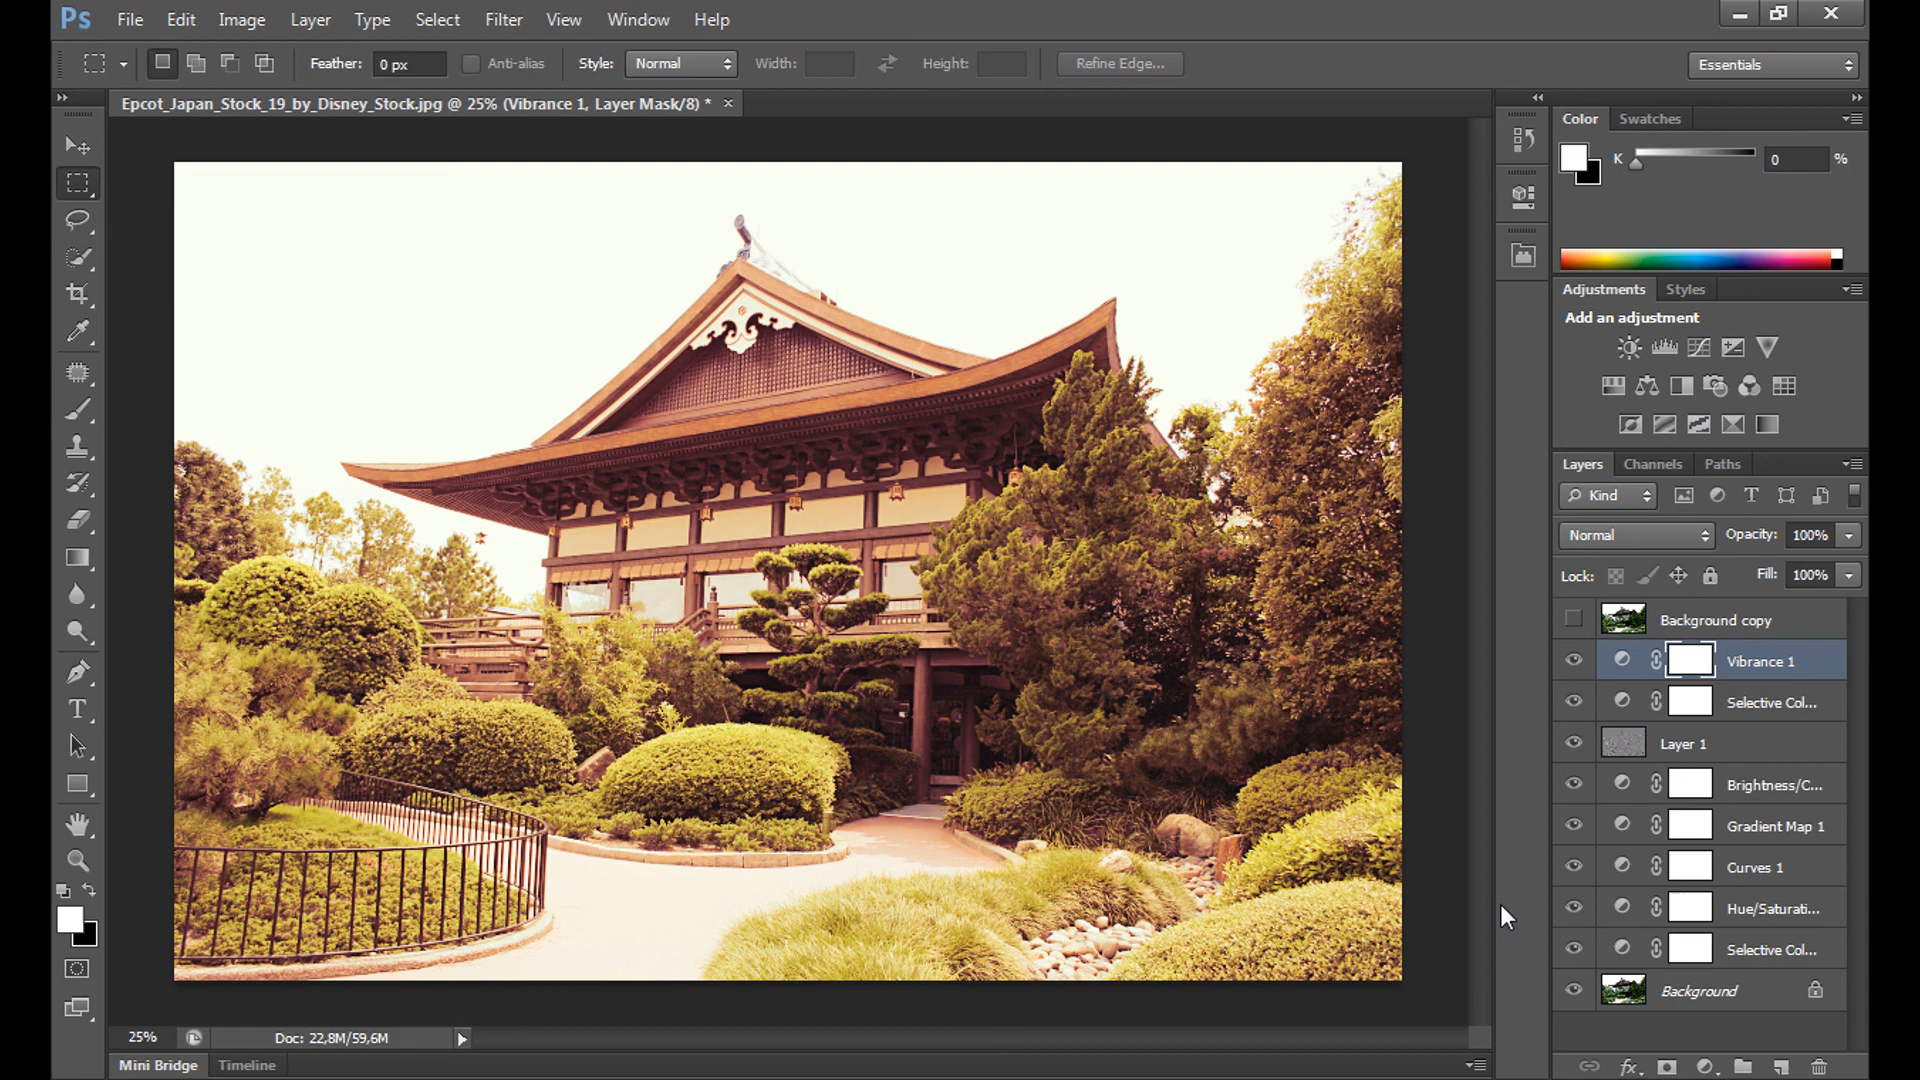 Ps File Edit Image Layer Type Select Filter View Window Help
Feather: 0 px Anti-alias Style: Normal Width: Height: Refine Edge... Essentials
Epcot_Japan_Stock_19_by_Disney_Stock.jpg @ 25% (Vibrance 1, Layer Mask/8) *
Color Swatches
K 0 %
Adjustments Styles
Add an adjustment
Layers Channels Paths
Kind
Normal Opacity: 100%
Lock: Fill: 100%
Background copy
Vibrance 1
Selective Col...
Layer 1
Brightness/C...
Gradient Map 1
Curves 1
Hue/Saturati...
Selective Col...
Background
25% Doc: 22,8M/59,6M
Mini Bridge Timeline